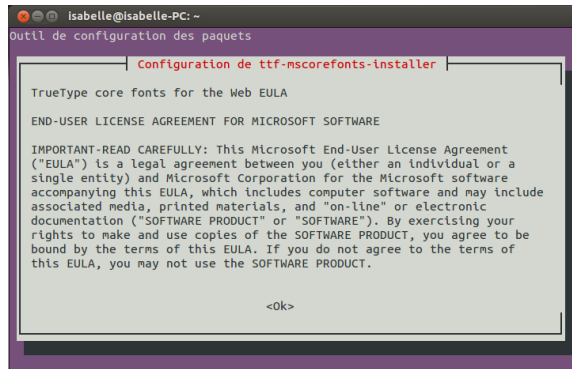 isabelle@isabelle-PC: ~
Outil de configuration des paquets
Configuration de ttf-mscorefonts-installer
TrueType core fonts for the Web EULA
END-USER LICENSE AGREEMENT FOR MICROSOFT SOFTWARE
IMPORTANT-READ CAREFULLY: This Microsoft End-User License Agreement
("EULA") is a legal agreement between you (either an individual or a
single entity) and Microsoft Corporation for the Microsoft software
accompanying this EULA, which includes computer software and may include
associated media, printed materials, and "on-line" or electronic
documentation ("SOFTWARE PRODUCT" or "SOFTWARE"). By exercising your
rights to make and use copies of the SOFTWARE PRODUCT, you agree to be
bound by the terms of this EULA. If you do not agree to the terms of
this EULA, you may not use the SOFTWARE PRODUCT.
<Ok>